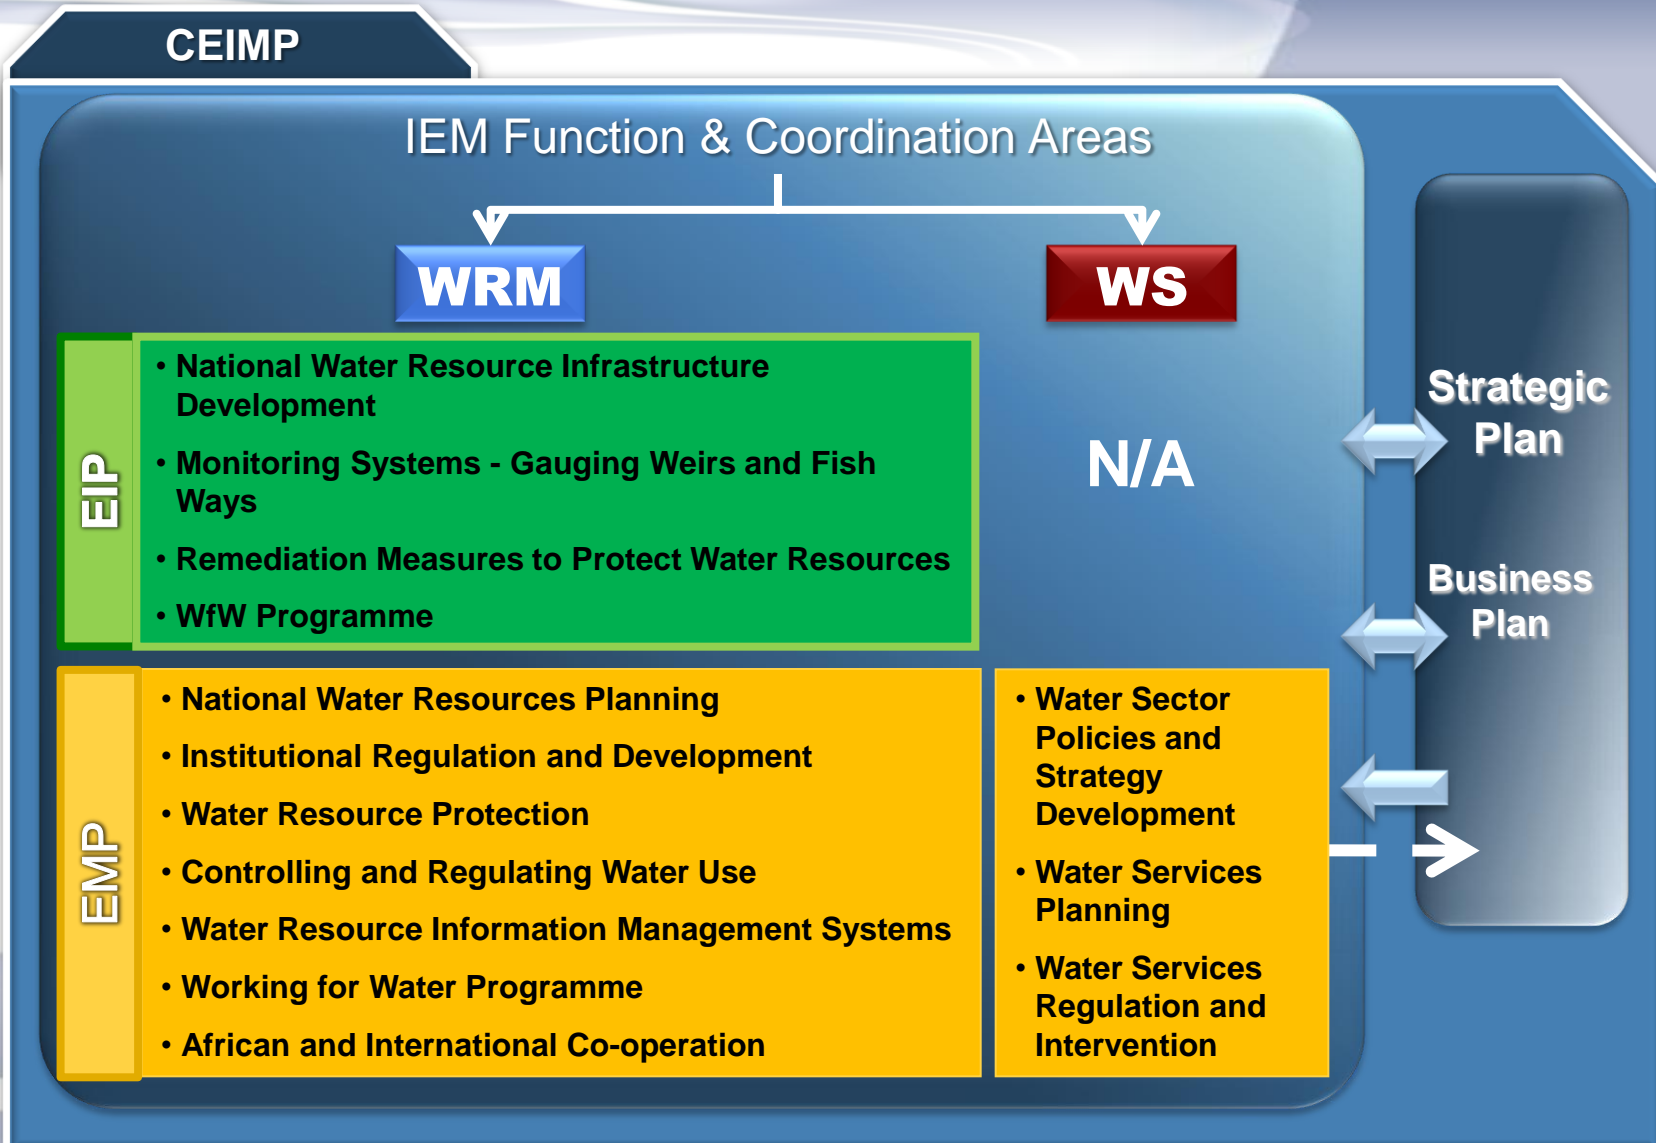 CEIMP
IEM Function & Coordination Areas
WRM
WS
EIP
• National Water Resource Infrastructure
Development
• Monitoring Systems - Gauging Weirs and Fish
Ways
• Remediation Measures to Protect Water Resources
• WfW Programme
N/A
EMP
• National Water Resources Planning
• Institutional Regulation and Development
• Water Resource Protection
• Controlling and Regulating Water Use
• Water Resource Information Management Systems
• Working for Water Programme
• African and International Co-operation
• Water Sector
Policies and
Strategy
Development
• Water Services
Planning
• Water Services
Regulation and
Intervention
Strategic
Plan
Business
Plan